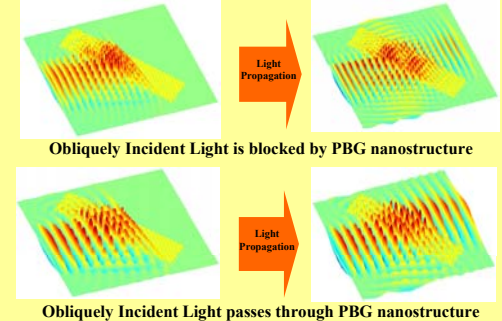 Light
Propagation
Obliquely Incident Light is blocked by PBG nanostructure
Light
Propagation
Obliquely Incident Light passes through PBG nanostructure